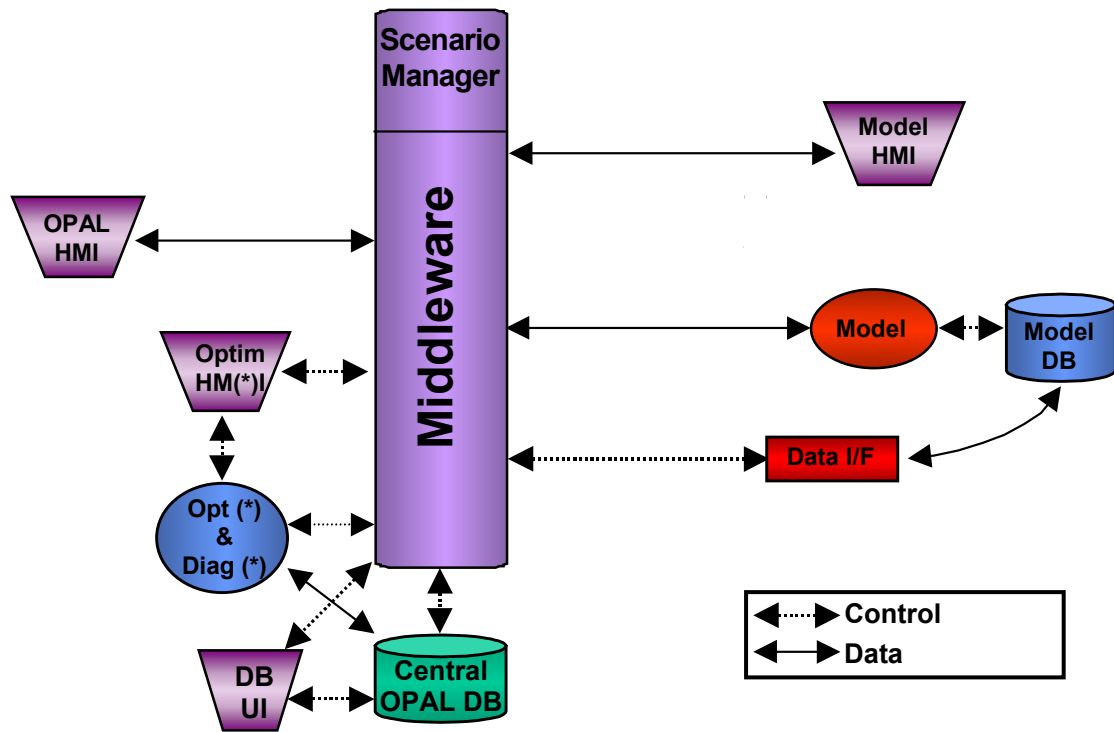 Scenario
Manager
Middleware
Model
HMI
OPAL
HMI
Model
Model
DB
Optim
HM(*)I
Data I/F
Opt (*)
&
Diag (*)
DB
UI
Central
OPAL DB
Control
Data